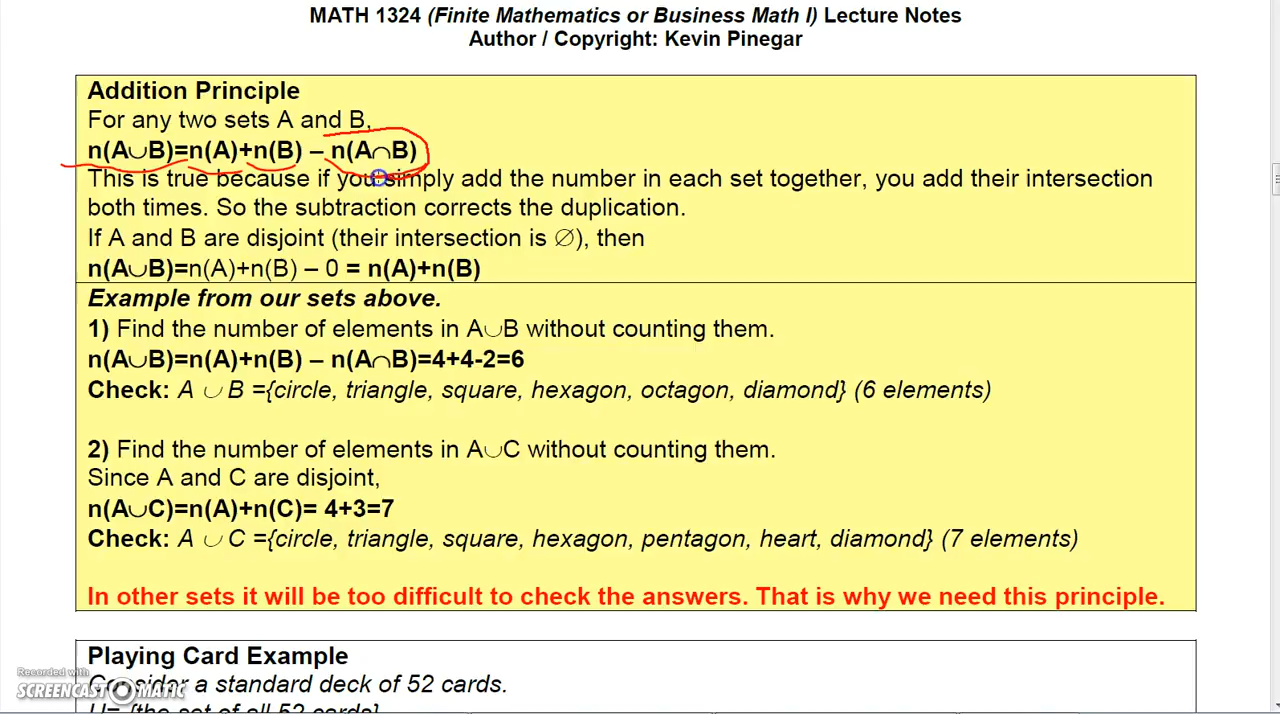 MATH 1324 (Finite Mathematics or Business Math I) Lecture Notes
Author / Copyright: Kevin Pinegar
Addition Principle
For any two sets A and B,
n(A∪B)=n(A)+n(B) – n(A∩B)
This is true because if you simply add the number in each set together, you add their intersection
both times. So the subtraction corrects the duplication.
If A and B are disjoint (their intersection is ∅), then
n(A∪B)=n(A)+n(B) – 0 = n(A)+n(B)
Example from our sets above.
1) Find the number of elements in A∪B without counting them.
n(A∪B)=n(A)+n(B) – n(A∩B)=4+4-2=6
Check: A ∪ B ={circle, triangle, square, hexagon, octagon, diamond} (6 elements)
2) Find the number of elements in A∪C without counting them.
Since A and C are disjoint,
n(A∪C)=n(A)+n(C)= 4+3=7
Check: A ∪ C ={circle, triangle, square, hexagon, pentagon, heart, diamond} (7 elements)
In other sets it will be too difficult to check the answers. That is why we need this principle.
Playing Card Example
Consider a standard deck of 52 cards.
U= {the set of all 52 cards}
Recorded with
SCREENCAST-O-MATIC